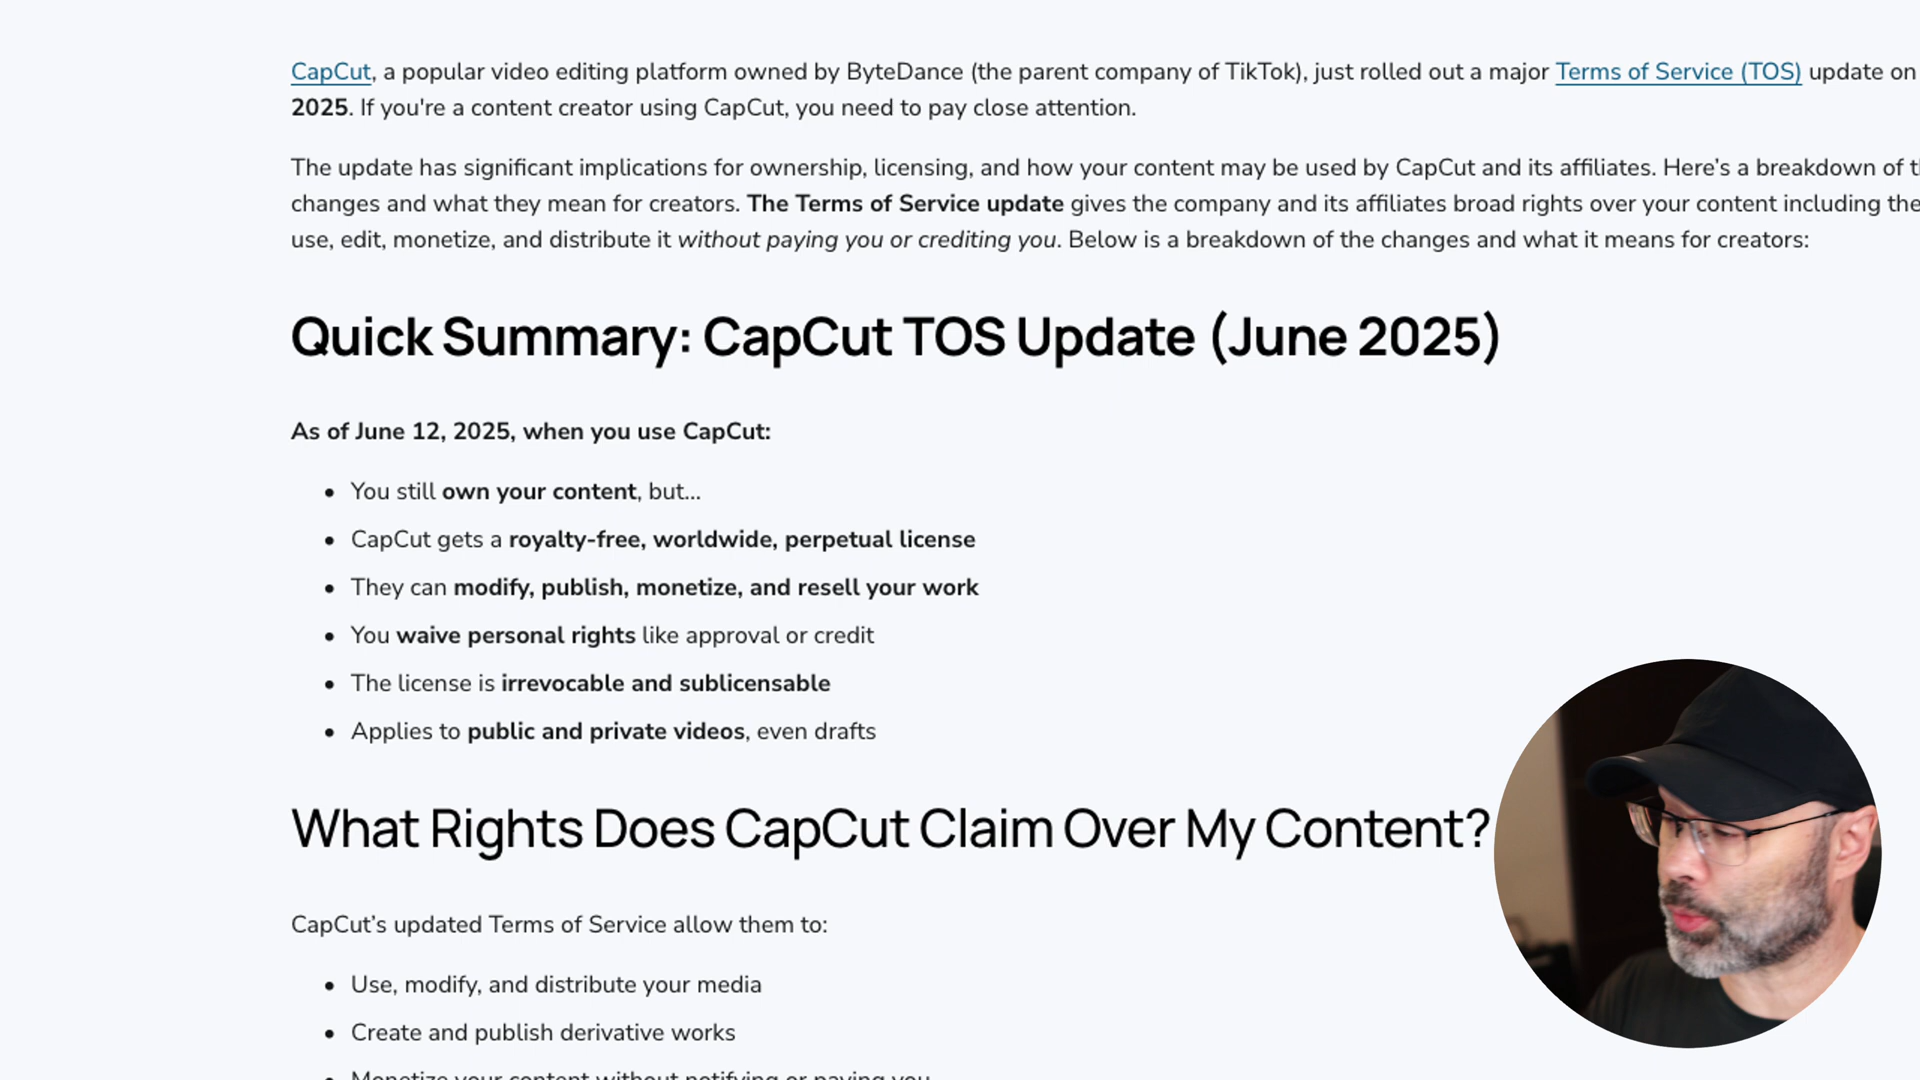 CapCut, a popular video editing platform owned by ByteDance (the parent company of TikTok), just rolled out a major Terms of Service (TOS) update on
2025. If you're a content creator using CapCut, you need to pay close attention.
The update has significant implications for ownership, licensing, and how your content may be used by CapCut and its affiliates. Here's a breakdown of
changes and what they mean for creators. The Terms of Service update gives the company and its affiliates broad rights over your content including the
use, edit, monetize, and distribute it without paying you or crediting you. Below is a breakdown of the changes and what it means for creators:
Quick Summary: CapCut TOS Update (June 2025)
As of June 12, 2025, when you use CapCut:
• You still own your content, but...
• CapCut gets a royalty-free, worldwide, perpetual license
• They can modify, publish, monetize, and resell your work
• You waive personal rights like approval or credit
• The license is irrevocable and sublicensable
• Applies to public and private videos, even drafts
What Rights Does CapCut Claim Over My Content?
CapCut's updated Terms of Service allow them to:
• Use, modify, and distribute your media
• Create and publish derivative works
• Monetize your content without notifying or paying you